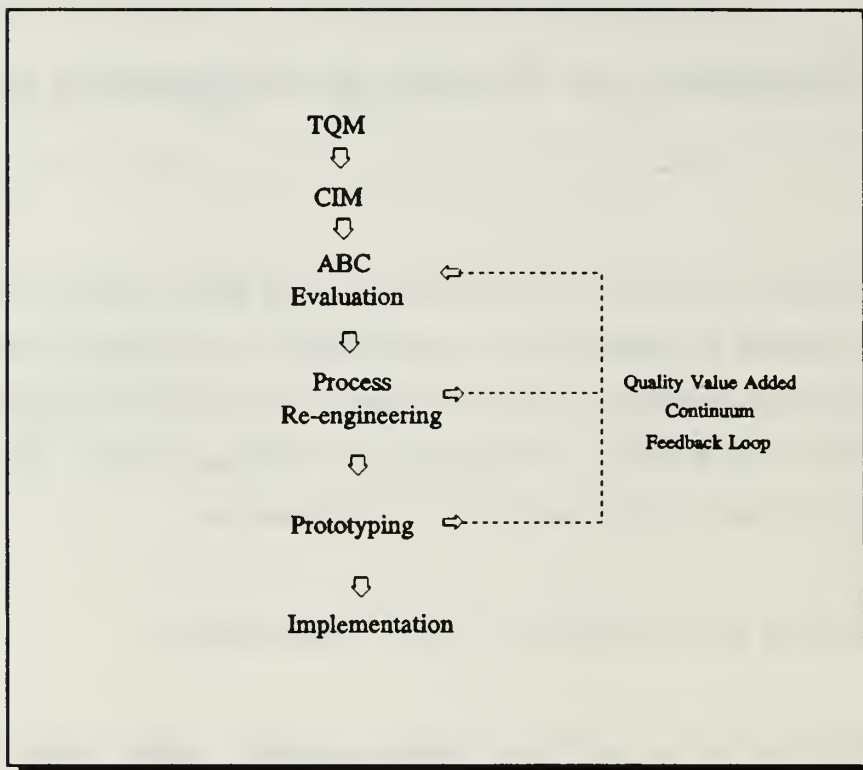 TQM
CIM
ABC
Evaluation
Process
Re-engineering
Prototyping
Implementation
Quality Value Added
Continuum
Feedback Loop